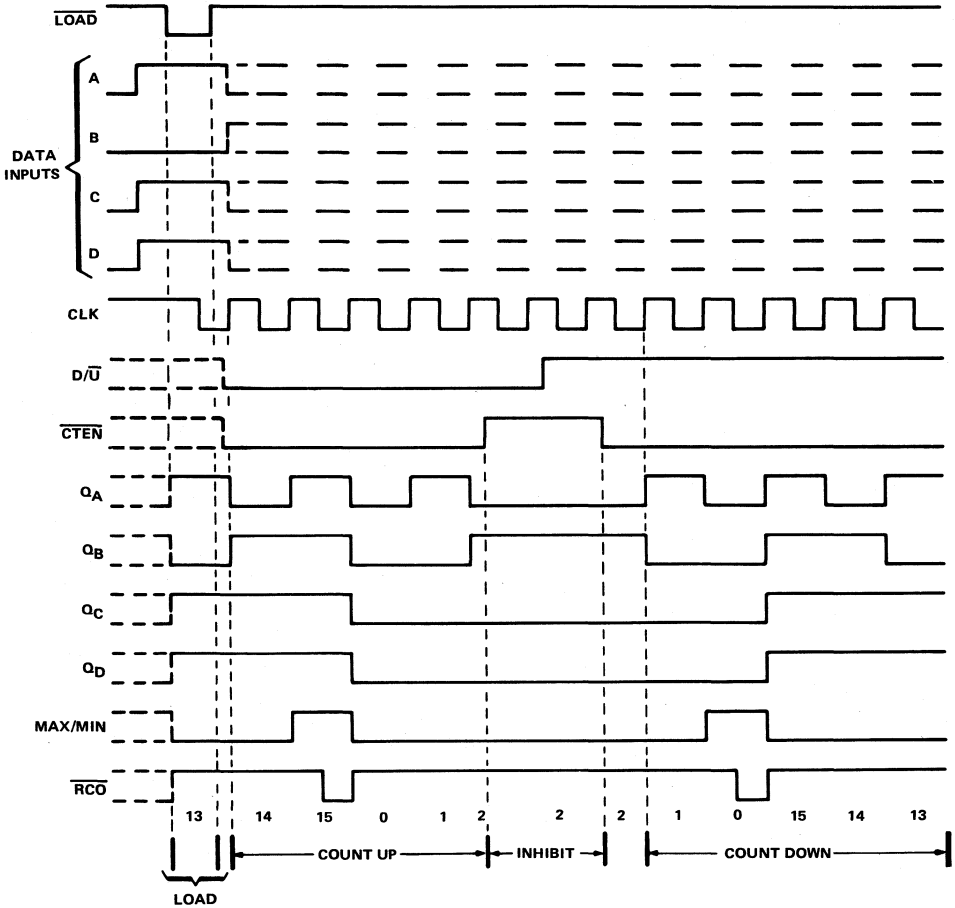 LOAD
A
B
DATA
INPUTS
C
D
CLK
D/U̅
CTEN
QA
QB
QC
QD
MAX/MIN
RCO
13 14 15 0 1 2 2 2 1 0 15 14 13
COUNT UP INHIBIT COUNT DOWN
LOAD